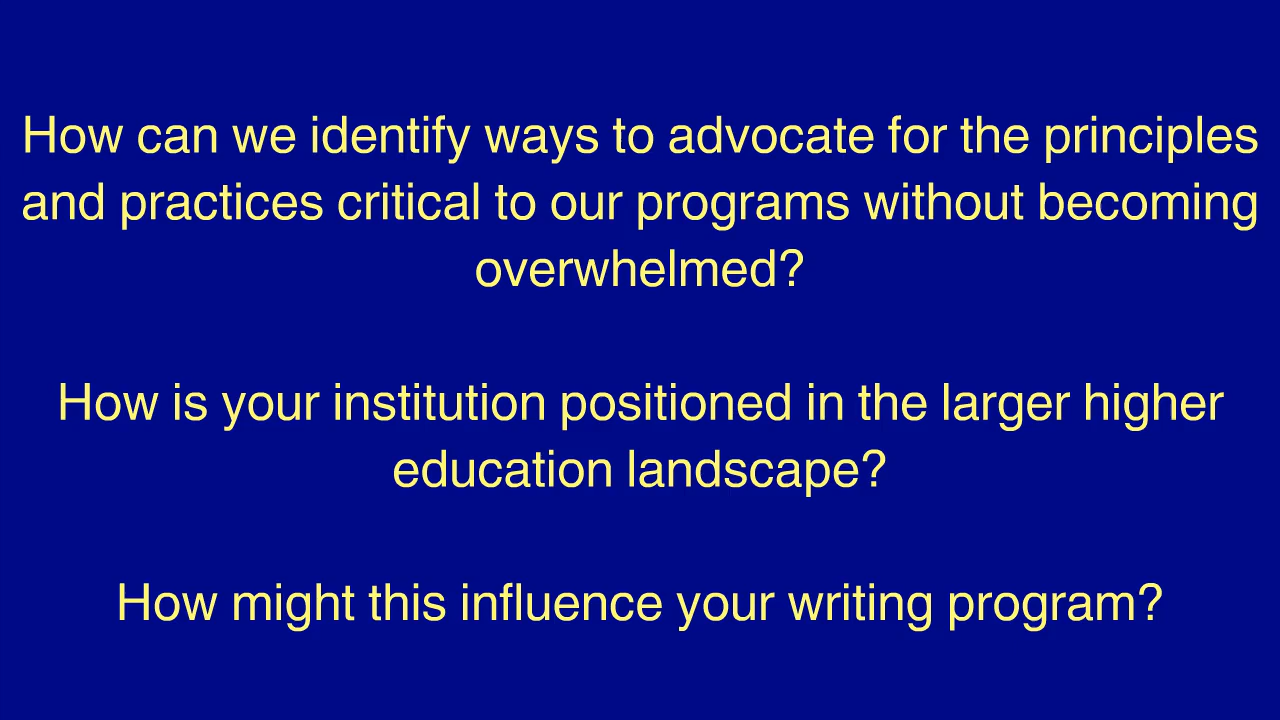 How can we identify ways to advocate for the principles
and practices critical to our programs without becoming
overwhelmed?
How is your institution positioned in the larger higher
education landscape?
How might this influence your writing program?